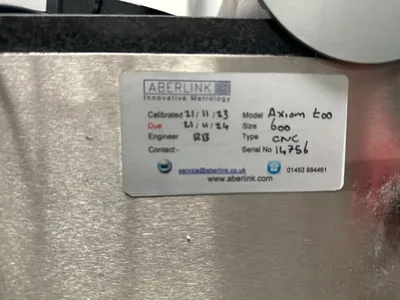 ABERLINK
Innovative Metrology
Calibrated 21/11/23 Model Axiom too
Due 21/11/24 Size 600
Engineer RB Type CNC
Contact:- Serial No 14756
service@aberlink.co.uk 01453 884461
www.aberlink.com